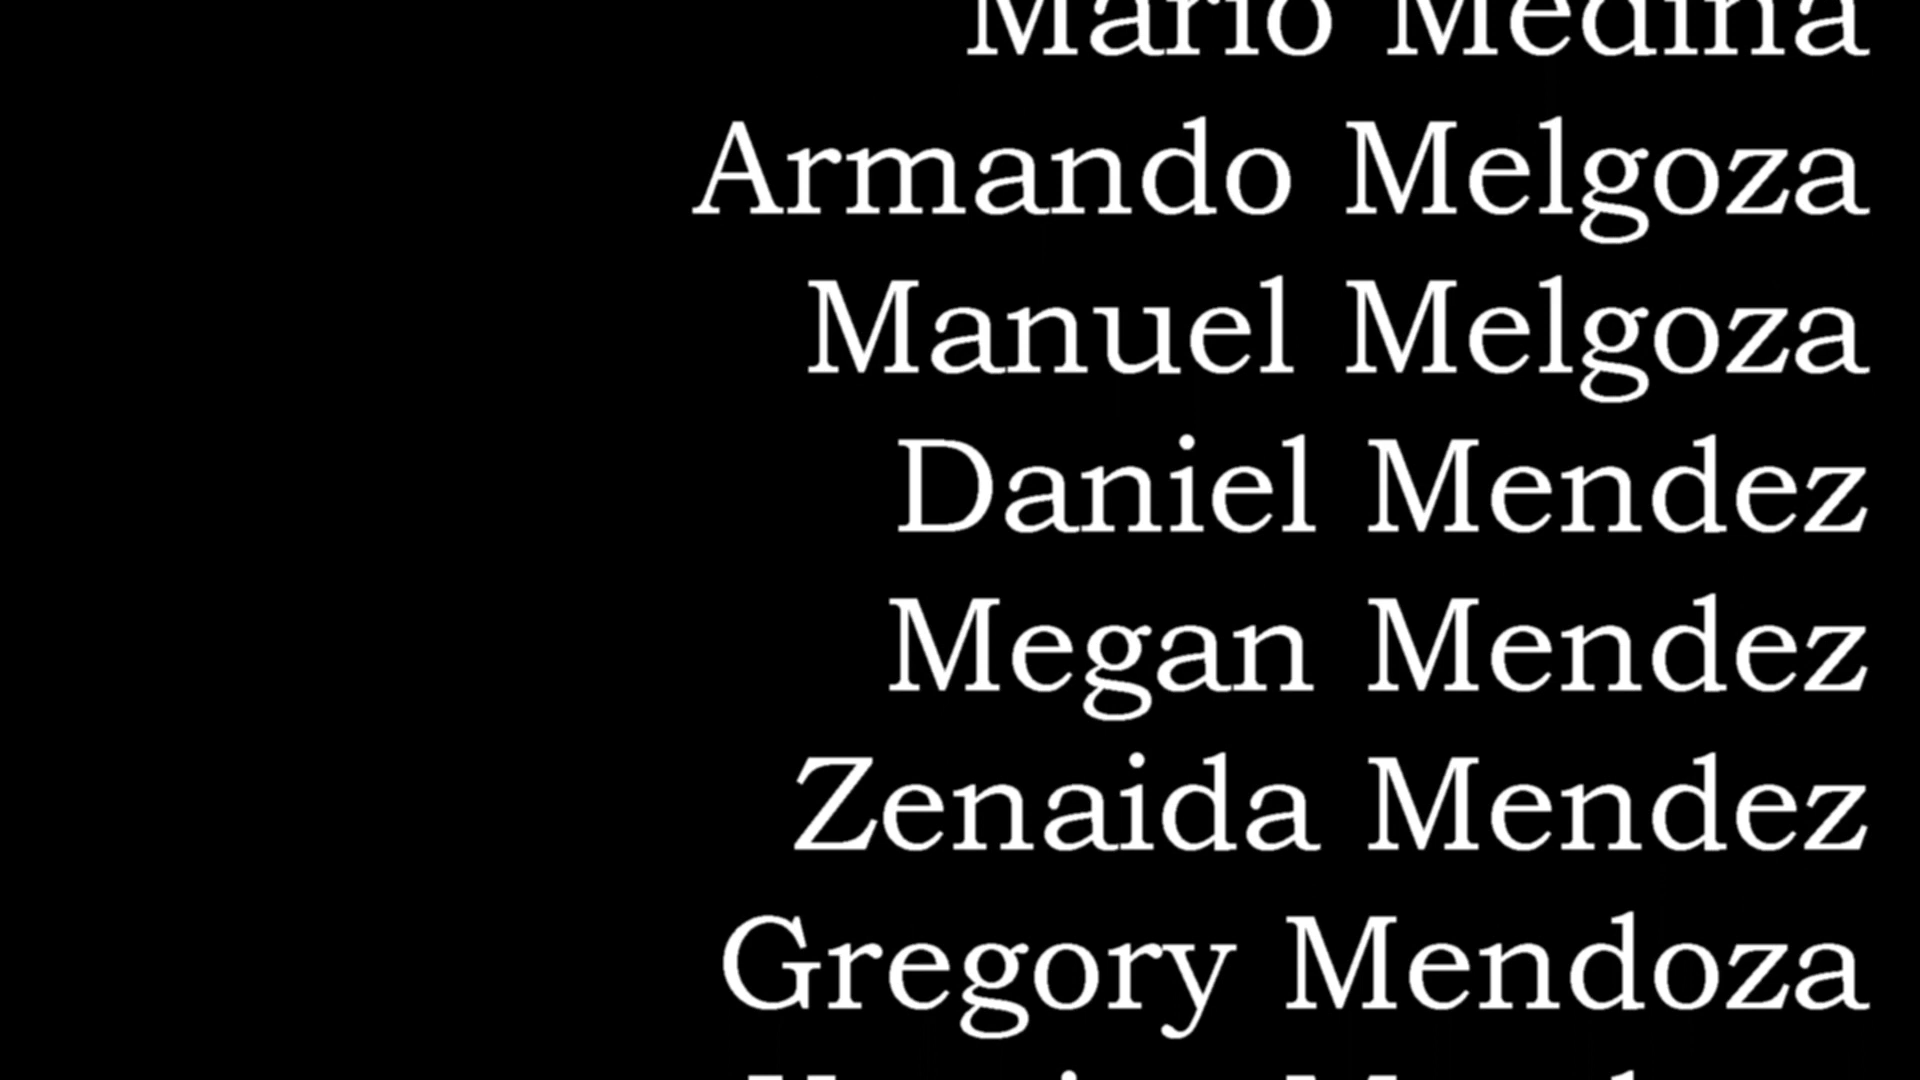 Mario Medina
Armando Melgoza
Manuel Melgoza
Daniel Mendez
Megan Mendez
Zenaida Mendez
Gregory Mendoza